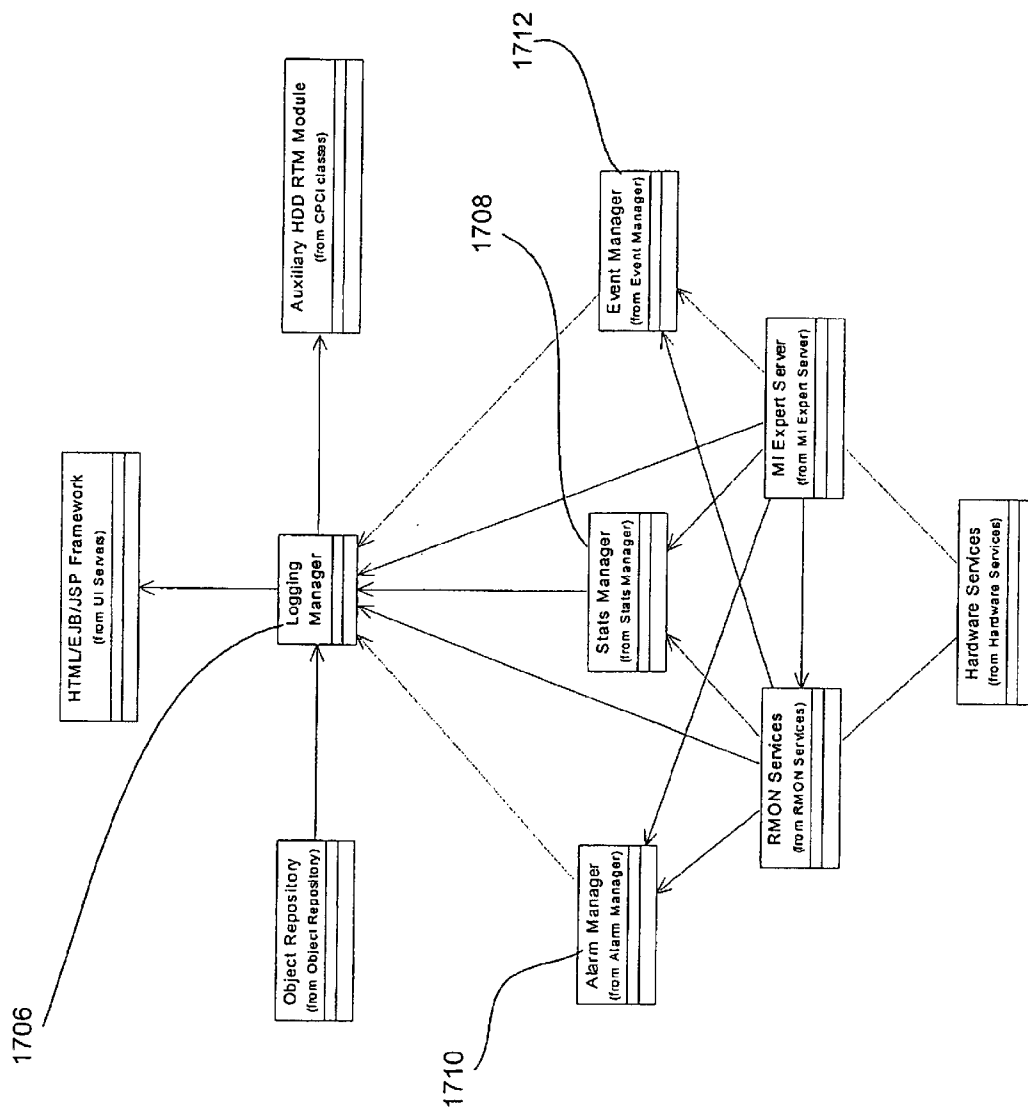 1706
HTML/EJB/JSP Framework
(from UI Servers)
Object Repository
(from Object Repository)
Logging
Manager
Auxiliary HDD RTM Module
(from CPCI classes)
1710
1708
1712
Alarm Manager
(from Alarm Manager)
Stats Manager
(from Stats Manager)
Event Manager
(from Event Manager)
RMON Services
(from RMON Services)
MI Expert Server
(from MI Expert Server)
Hardware Services
(from Hardware Services)